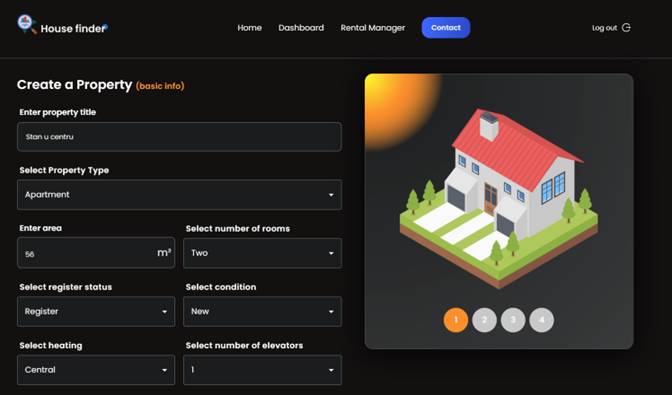 House finder
Home Dashboard Rental Manager Contact
Log out
Create a Property (basic info)
Enter property title
Stan u centru
Select Property Type
Apartment
Enter area Select number of rooms
56 m³ Two
Select register status Select condition
Register New
Select heating Select number of elevators
Central 1
1 2 3 4